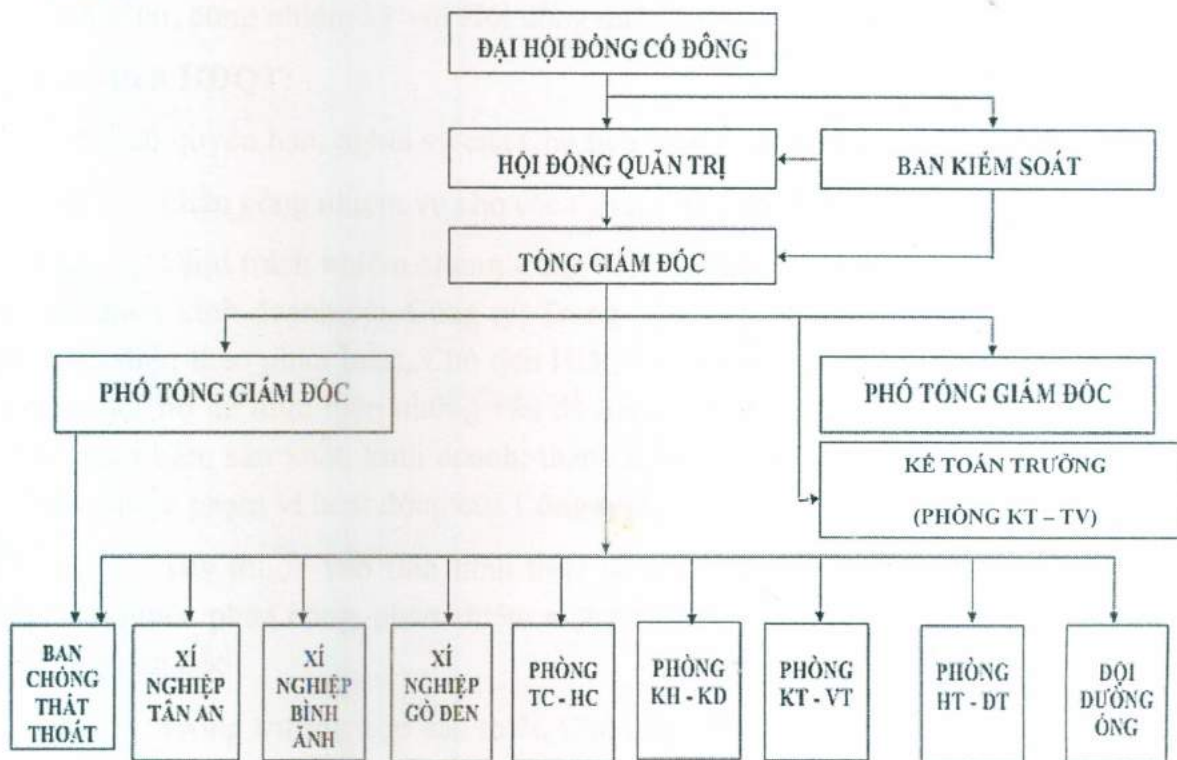 ĐẠI HỘI ĐỒNG CỔ ĐÔNG
HỘI ĐỒNG QUẢN TRỊ
BAN KIỂM SOÁT
TỔNG GIÁM ĐỐC
PHÓ TỔNG GIÁM ĐỐC
PHÓ TỔNG GIÁM ĐỐC
KẾ TOÁN TRƯỞNG
(PHÒNG KT – TV)
BAN
CHỐNG
THẤT
THOÁT
XÍ
NGHIỆP
TÂN AN
XÍ
NGHIỆP
BÌNH
ẢNH
XÍ
NGHIỆP
GÒ ĐEN
PHÒNG
TC - HC
PHÒNG
KH - KD
PHÒNG
KT - VT
PHÒNG
HT - ĐT
ĐỘI
DƯỠNG
ỐNG